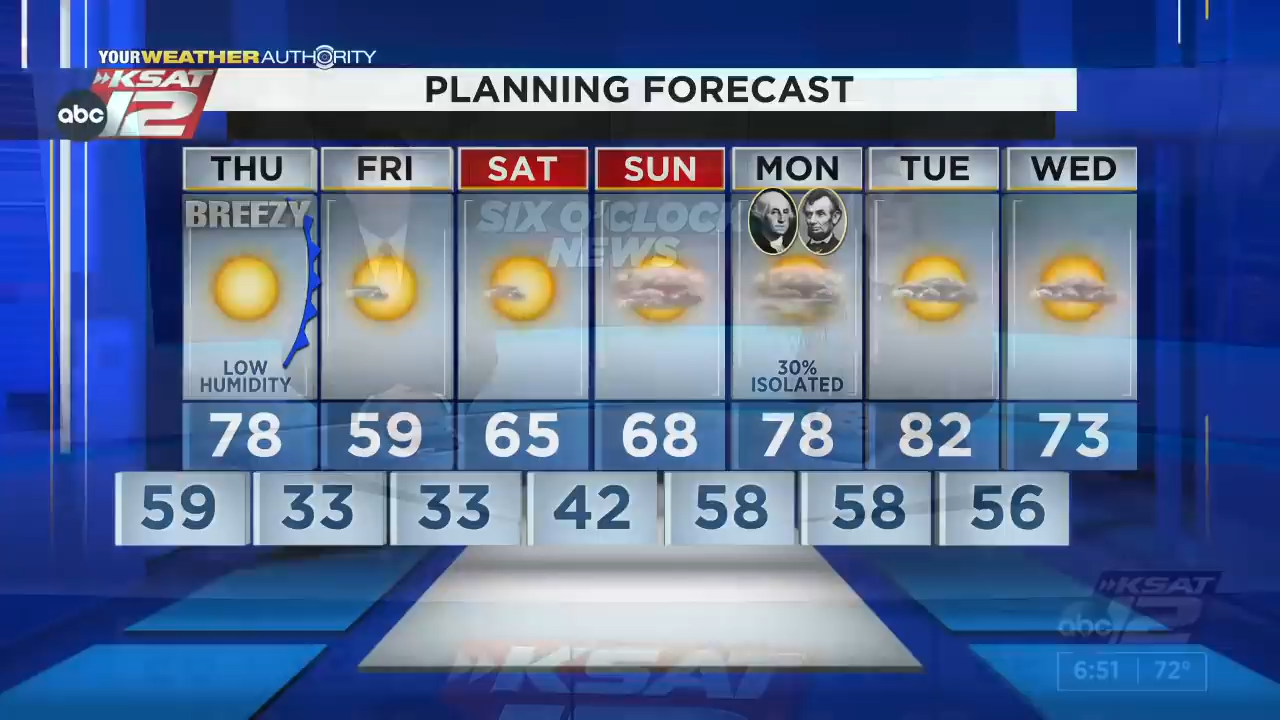 YOURWEATHERAUTHORITY
KSAT
abc 12
PLANNING FORECAST
THU FRI SAT SUN MON TUE WED
BREEZY
SIX O'CLOCK
NEWS
LOW
HUMIDITY
30%
ISOLATED
78 59 65 68 78 82 73
59 33 33 42 58 58 56
KSAT
abc 12
KSAT
12
6:51 72°